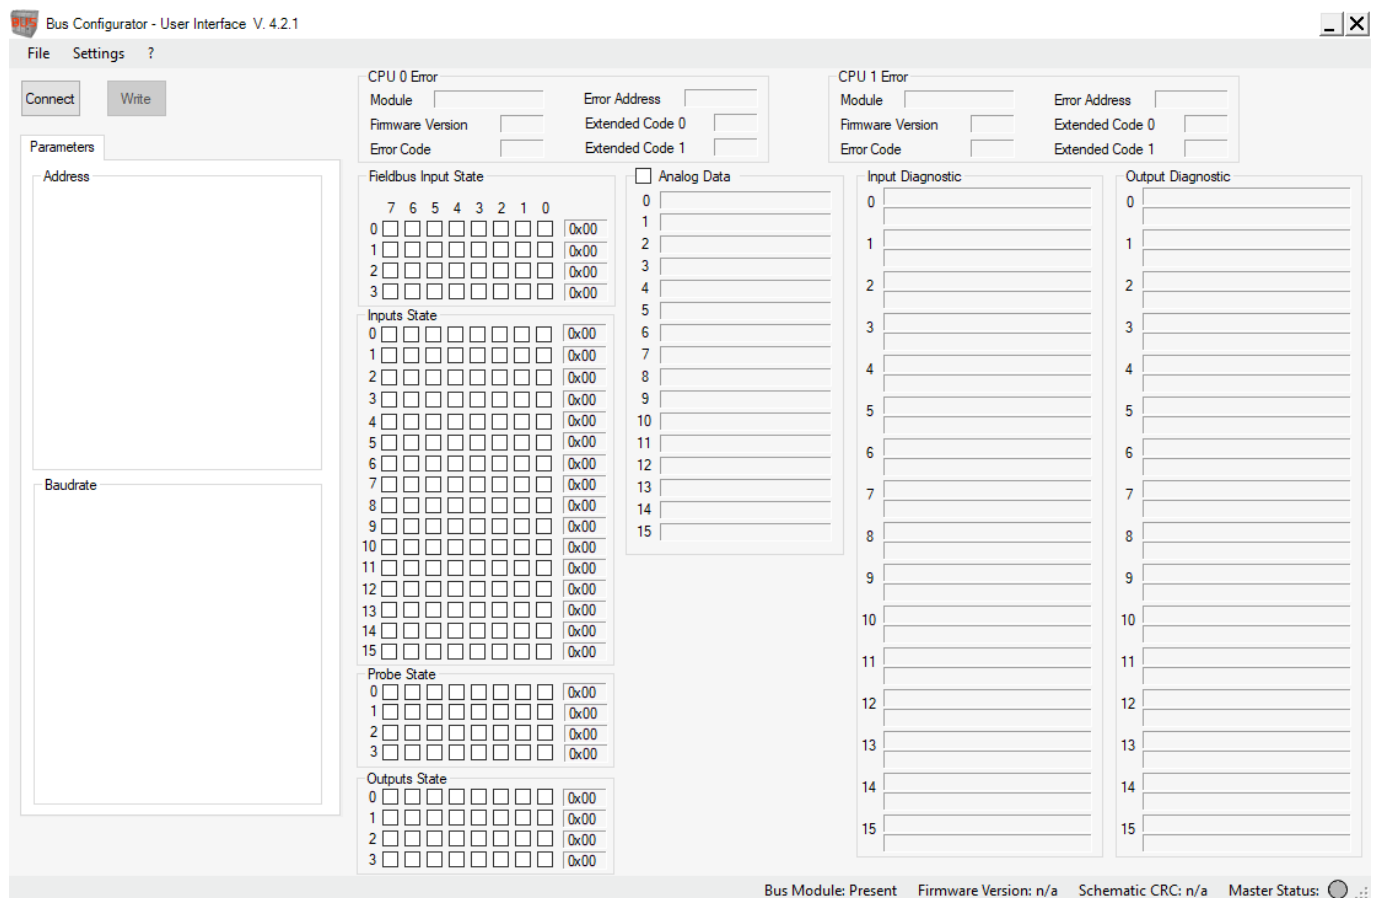 BUS Bus Configurator - User Interface V. 4.2.1
File Settings ?
Connect Write
Parameters
Address
Baudrate
CPU 0 Error
Module Error Address
Firmware Version Extended Code 0
Error Code Extended Code 1
CPU 1 Error
Module Error Address
Firmware Version Extended Code 0
Error Code Extended Code 1
Fieldbus Input State
7 6 5 4 3 2 1 0
0 0x00
1 0x00
2 0x00
3 0x00
Inputs State
0 0x00
1 0x00
2 0x00
3 0x00
4 0x00
5 0x00
6 0x00
7 0x00
8 0x00
9 0x00
10 0x00
11 0x00
12 0x00
13 0x00
14 0x00
15 0x00
Probe State
0 0x00
1 0x00
2 0x00
3 0x00
Outputs State
0 0x00
1 0x00
2 0x00
3 0x00
Analog Data
0
1
2
3
4
5
6
7
8
9
10
11
12
13
14
15
Input Diagnostic
0
1
2
3
4
5
6
7
8
9
10
11
12
13
14
15
Output Diagnostic
0
1
2
3
4
5
6
7
8
9
10
11
12
13
14
15
Bus Module: Present Firmware Version: n/a Schematic CRC: n/a Master Status: